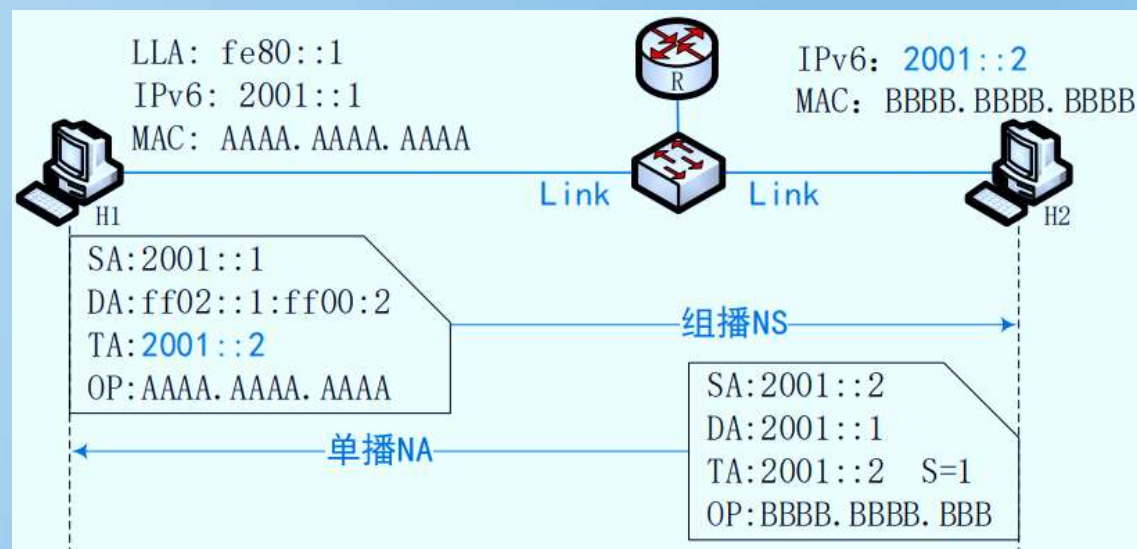 LLA: fe80::1
IPv6: 2001::1
MAC: AAAA.AAAA.AAAA
R
IPv6: 2001::2
MAC: BBBB.BBBB.BBBB
Link
Link
H1
H2
SA:2001::1
DA:ff02::1:ff00:2
TA:2001::2
OP:AAAA.AAAA.AAAA
组播NS
SA:2001::2
DA:2001::1
TA:2001::2 S=1
OP:BBBB.BBBB.BBB
单播NA